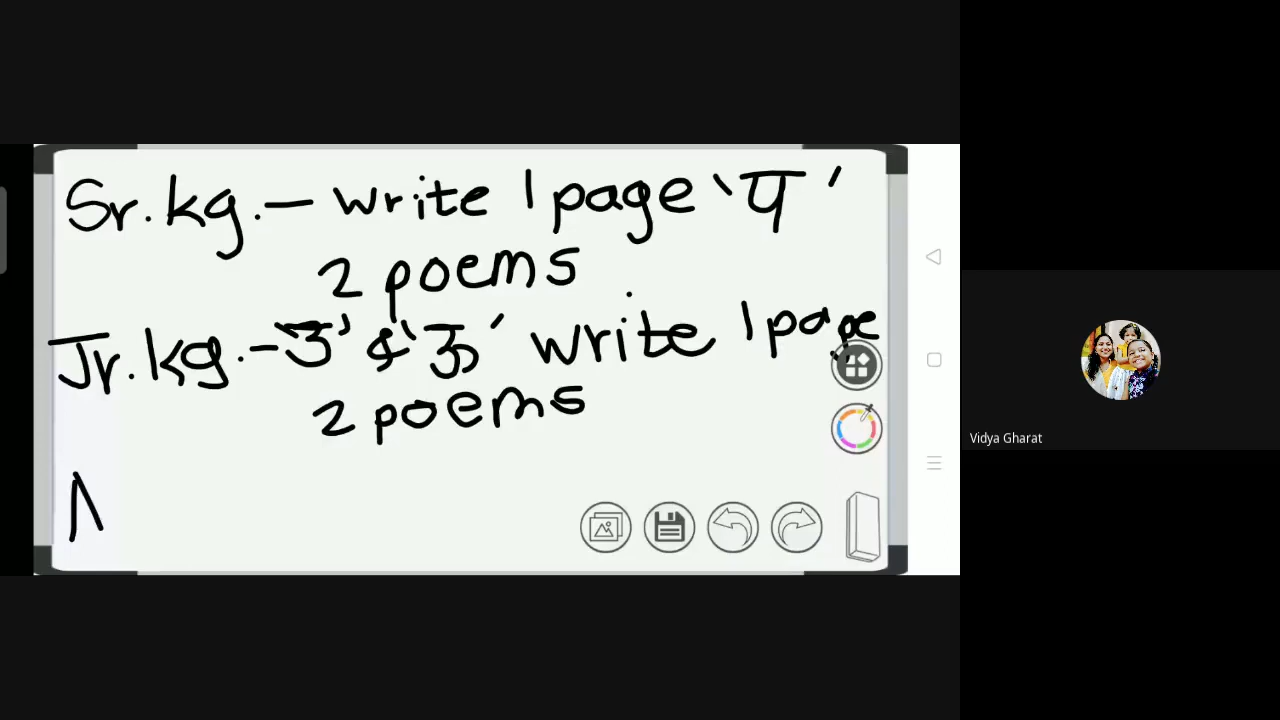 Sr. kg. — write 1 page 'प'
2 poems
Jr. kg. - 'उ' & 'ऊ' write 1 page
2 poems
Vidya Gharat